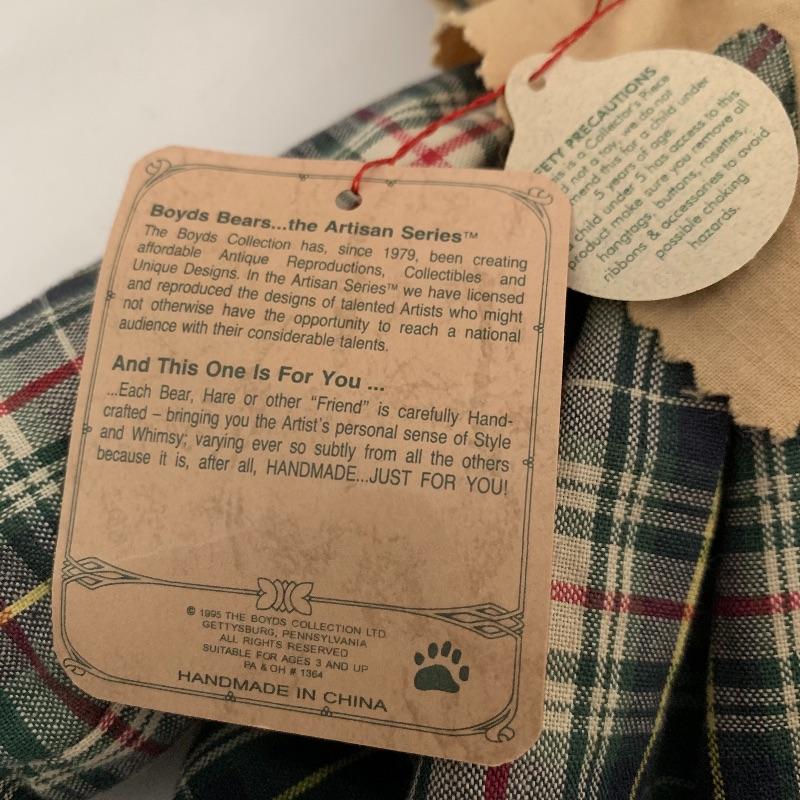 Boyds Bears...the Artisan Series™
The Boyds Collection has, since 1979, been creating
affordable Antique Reproductions, Collectibles and
Unique Designs. In the Artisan Series™ we have licensed
and reproduced the designs of talented Artists who might
not otherwise have the opportunity to reach a national
audience with their considerable talents.
And This One Is For You ...
...Each Bear, Hare or other “Friend” is carefully Hand-
crafted – bringing you the Artist's personal sense of Style
and Whimsy; varying ever so subtly from all the others
because it is, after all, HANDMADE...JUST FOR YOU!
© 1995 THE BOYDS COLLECTION LTD
GETTYSBURG, PENNSYLVANIA
ALL RIGHTS RESERVED
SUITABLE FOR AGES 3 AND UP
PA & OH # 1364
HANDMADE IN CHINA
PRECAUTIONS
is a Collector's Piece
not a toy, we do not
this for a child under
5 years of age.
child under 5 has access to this
product make sure you remove all
hangtags, buttons, rosettes,
ribbons & accessories to avoid
possible choking
hazards.